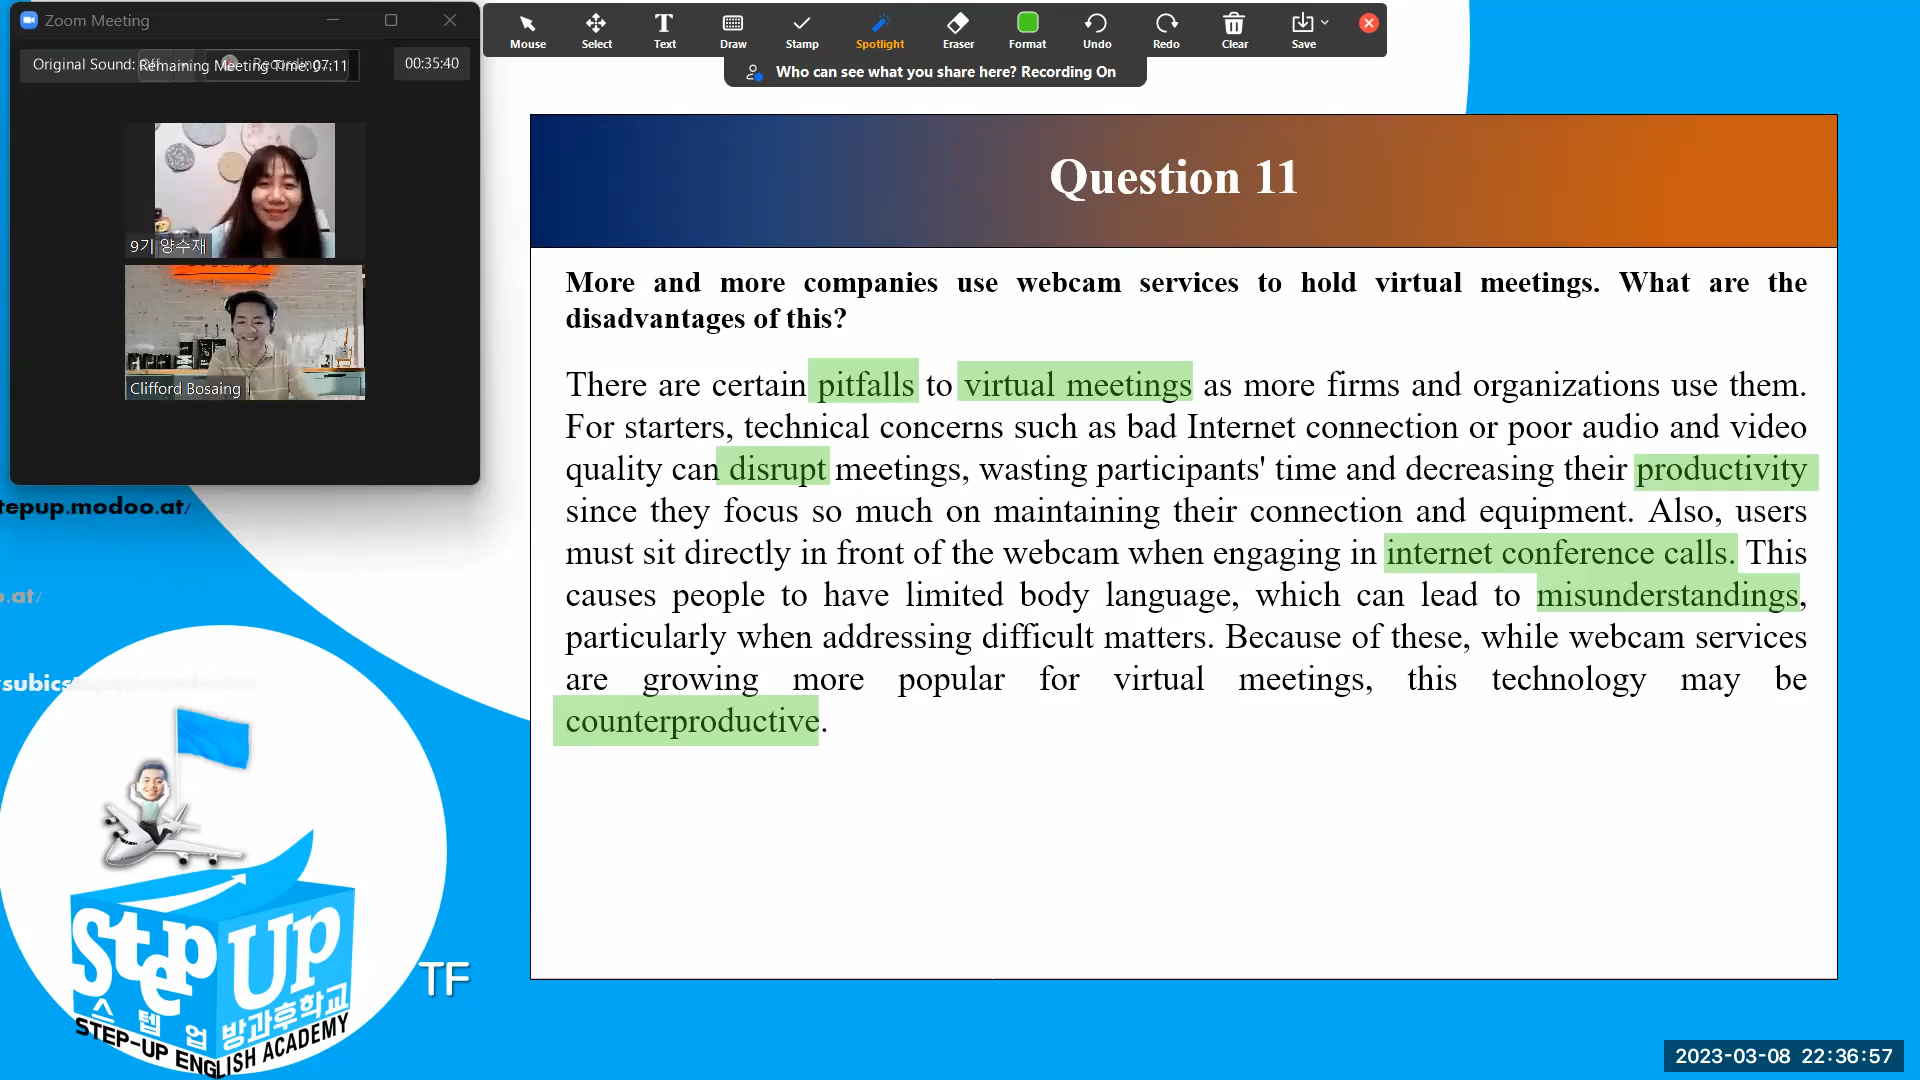 Zoom Meeting
Original Sound:
Remaining Meeting Time: 07:11
00:35:40
9기 양수재
Clifford Bosaing
Mouse
Select
Text
Draw
Stamp
Spotlight
Eraser
Format
Undo
Redo
Clear
Save
Who can see what you share here? Recording On
Question 11
More and more companies use webcam services to hold virtual meetings. What are the
disadvantages of this?
There are certain pitfalls to virtual meetings as more firms and organizations use them.
For starters, technical concerns such as bad Internet connection or poor audio and video
quality can disrupt meetings, wasting participants' time and decreasing their productivity
since they focus so much on maintaining their connection and equipment. Also, users
must sit directly in front of the webcam when engaging in internet conference calls. This
causes people to have limited body language, which can lead to misunderstandings,
particularly when addressing difficult matters. Because of these, while webcam services
are growing more popular for virtual meetings, this technology may be
counterproductive.
tepup.modoo.at/
o.at/
Step Up
스텝업 방과후학교
STEP-UP ENGLISH ACADEMY
TF
2023-03-08 22:36:57